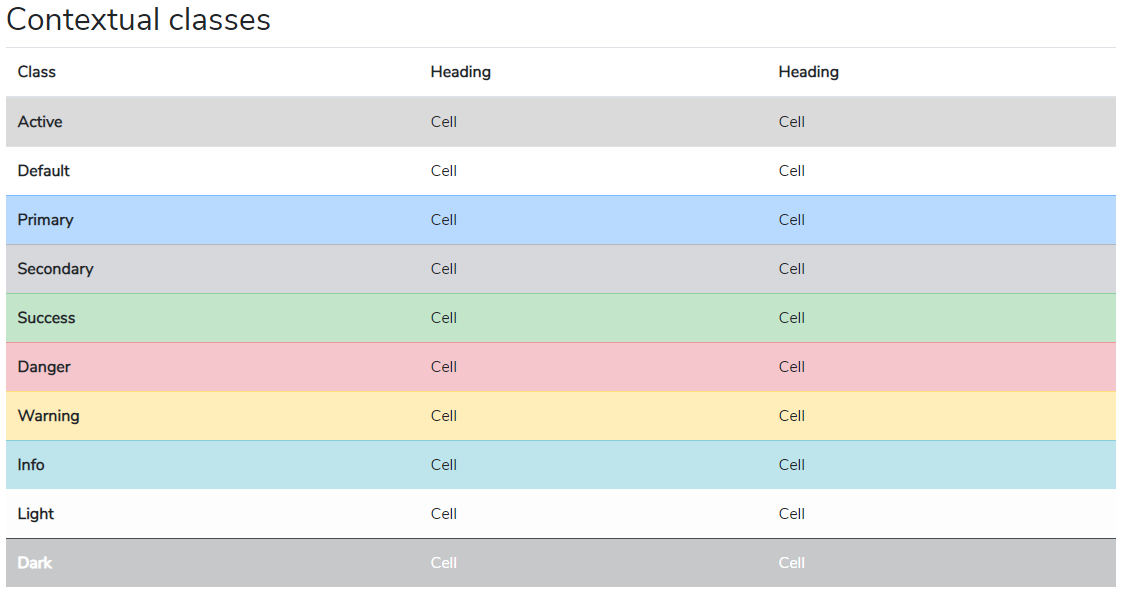 Contextual classes
Class Heading Heading
Active Cell Cell
Default Cell Cell
Primary Cell Cell
Secondary Cell Cell
Success Cell Cell
Danger Cell Cell
Warning Cell Cell
Info Cell Cell
Light Cell Cell
Dark Cell Cell